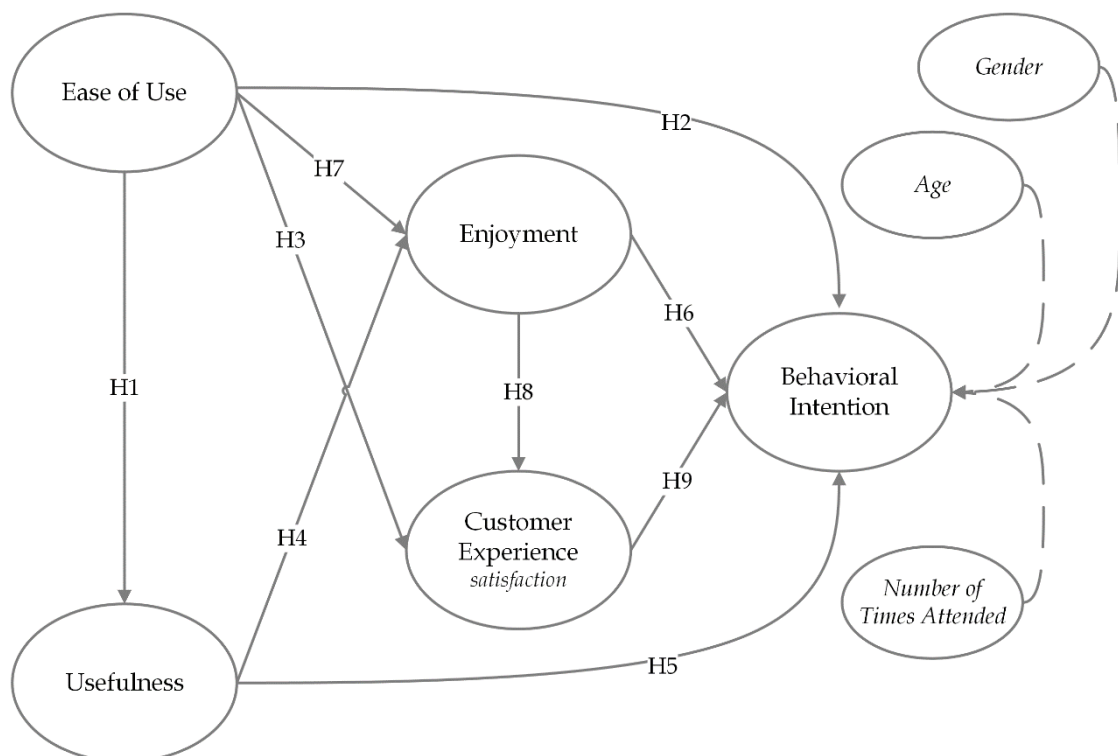 Gender
Ease of Use
H2
H7
Age
H3
Enjoyment
H6
H1
H8
Behavioral
Intention
H9
H4
Customer
Experience
satisfaction
Number of
Times Attended
H5
Usefulness